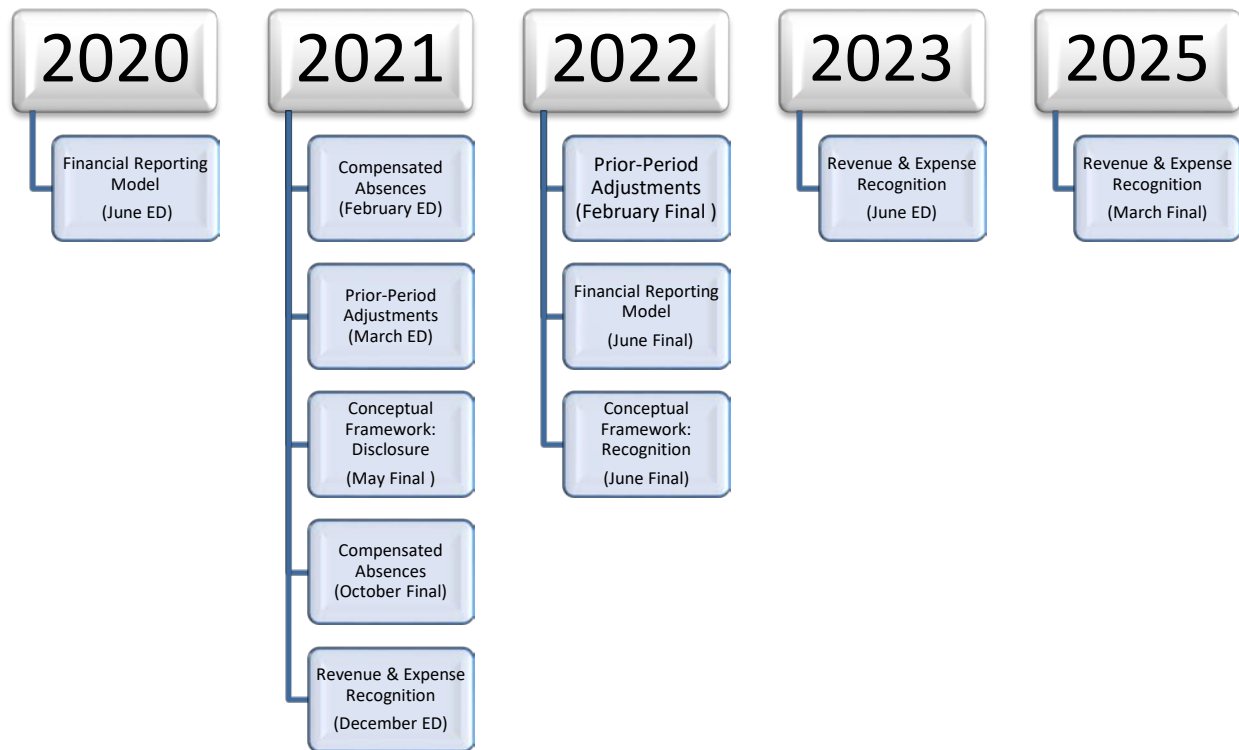 2020
Financial Reporting
Model
(June ED)
2021
Compensated
Absences
(February ED)
Prior-Period
Adjustments
(March ED)
Conceptual
Framework:
Disclosure
(May Final )
Compensated
Absences
(October Final)
Revenue & Expense
Recognition
(December ED)
2022
Prior-Period
Adjustments
(February Final )
Financial Reporting
Model
(June Final)
Conceptual
Framework:
Recognition
(June Final)
2023
Revenue & Expense
Recognition
(June ED)
2025
Revenue & Expense
Recognition
(March Final)